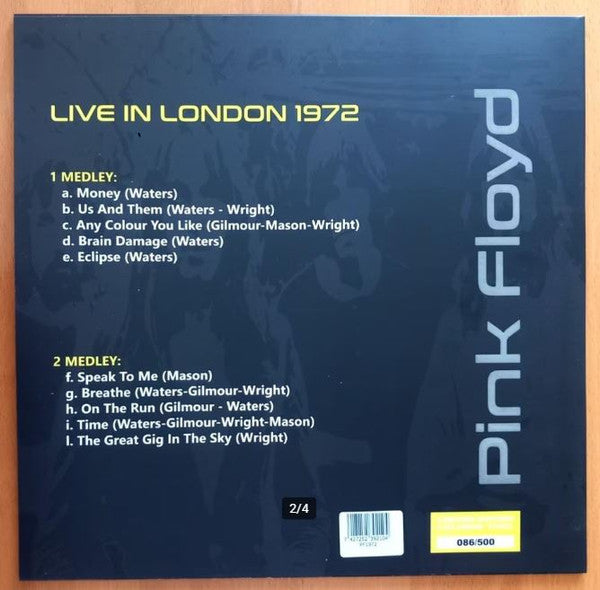 LIVE IN LONDON 1972
1 MEDLEY:
a. Money (Waters)
b. Us And Them (Waters - Wright)
c. Any Colour You Like (Gilmour-Mason-Wright)
d. Brain Damage (Waters)
e. Eclipse (Waters)
2 MEDLEY:
f. Speak To Me (Mason)
g. Breathe (Waters-Gilmour-Wright)
h. On The Run (Gilmour - Waters)
i. Time (Waters-Gilmour-Wright-Mason)
l. The Great Gig In The Sky (Wright)
Pink Floyd
2/4
PF1972
086/500